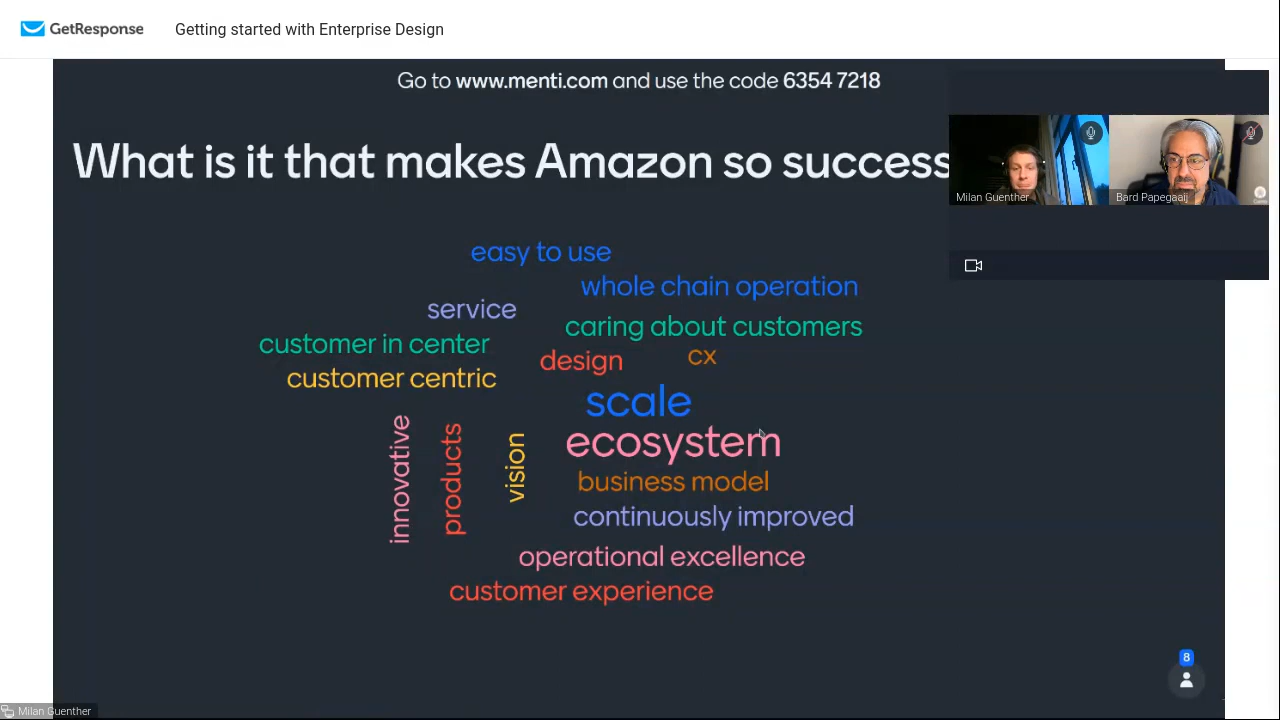 GetResponse
Getting started with Enterprise Design
Go to www.menti.com and use the code 6354 7218
What is it that makes Amazon so success
Milan Guenther
Bard Papegaaij
easy to use
whole chain operation
service
caring about customers
customer in center
design
cx
customer centric
scale
innovative
products
vision
ecosystem
business model
continuously improved
operational excellence
customer experience
8
Milan Guenther